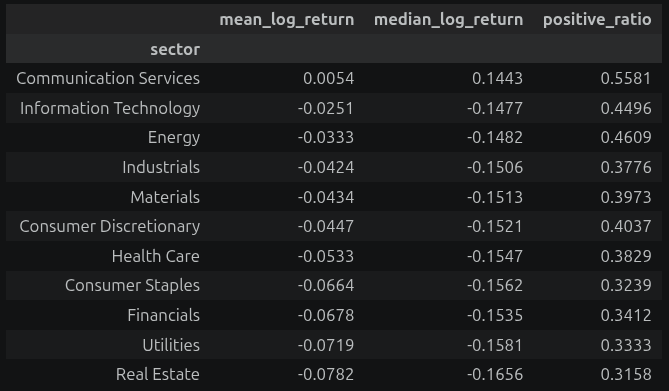 mean_log_return median_log_return positive_ratio
sector
Communication Services 0.0054 0.1443 0.5581
Information Technology -0.0251 -0.1477 0.4496
Energy -0.0333 -0.1482 0.4609
Industrials -0.0424 -0.1506 0.3776
Materials -0.0434 -0.1513 0.3973
Consumer Discretionary -0.0447 -0.1521 0.4037
Health Care -0.0533 -0.1547 0.3829
Consumer Staples -0.0664 -0.1562 0.3239
Financials -0.0678 -0.1535 0.3412
Utilities -0.0719 -0.1581 0.3333
Real Estate -0.0782 -0.1656 0.3158